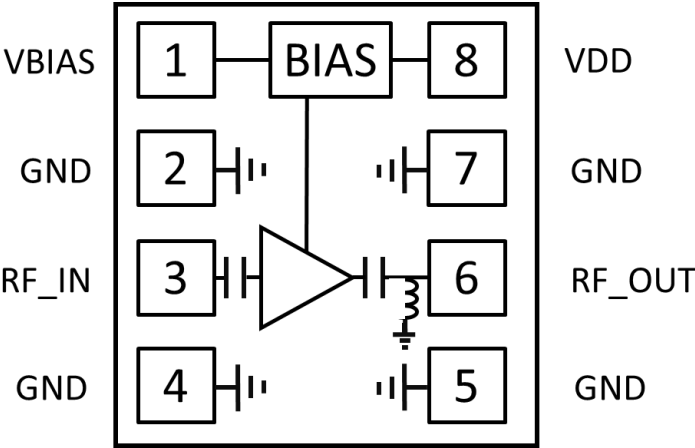 VBIAS 1 BIAS 8 VDD
GND 2 7 GND
RF_IN 3 6 RF_OUT
GND 4 5 GND